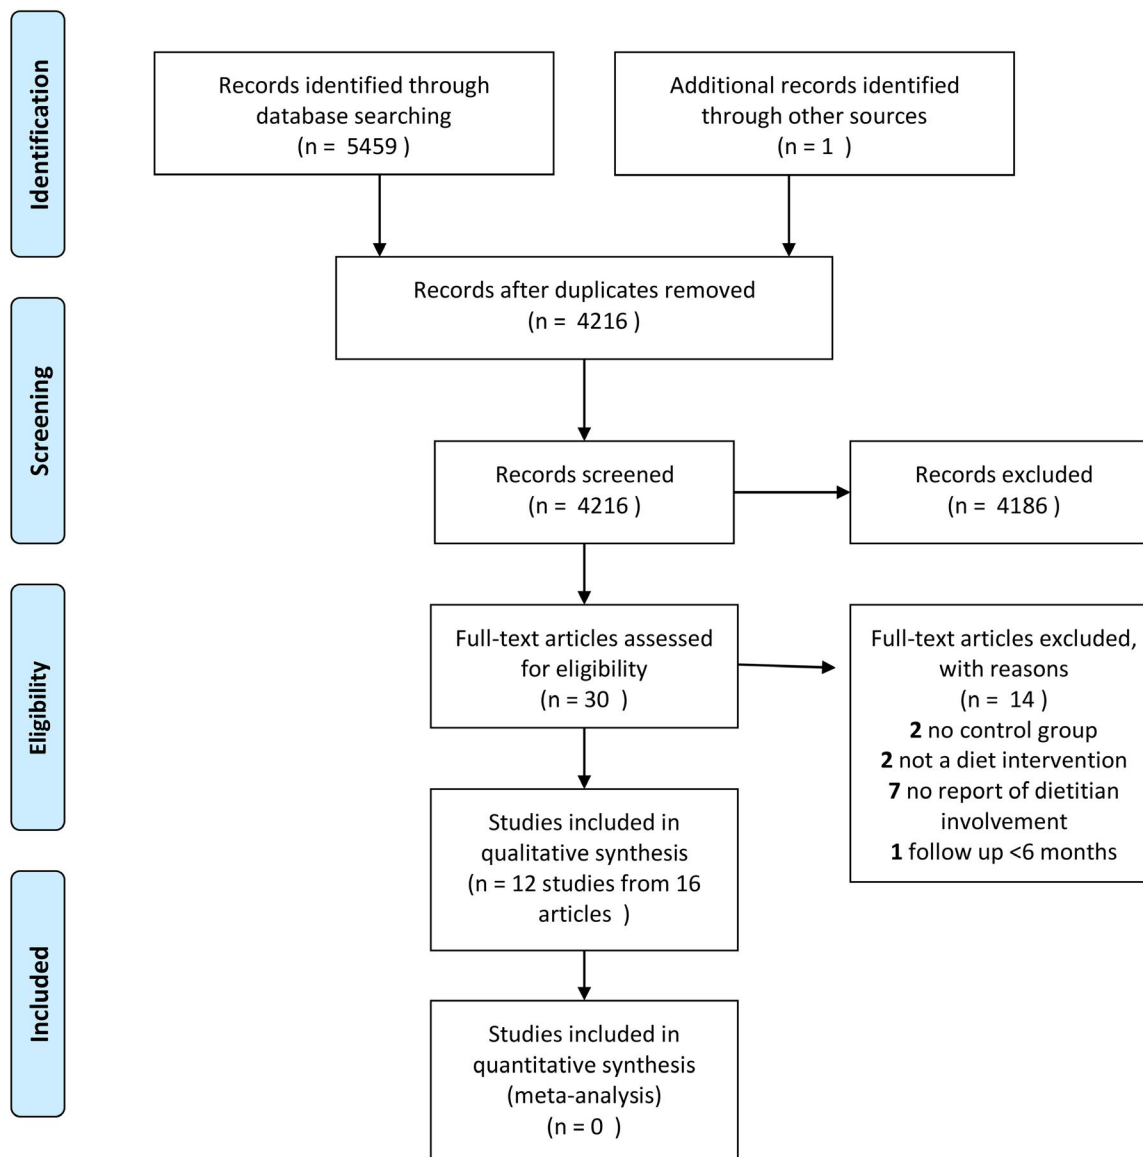 Identification
Records identified through
database searching
(n =  5459 )
Additional records identified
through other sources
(n = 1  )
Records after duplicates removed
(n =  4216 )
Screening
Records screened
(n =  4216 )
Records excluded
(n =  4186 )
Eligibility
Full-text articles assessed
for eligibility
(n = 30  )
Full-text articles excluded,
with reasons
(n =  14 )
2 no control group
2 not a diet intervention
7 no report of dietitian
involvement
1 follow up <6 months
Included
Studies included in
qualitative synthesis
(n = 12 studies from 16
articles  )
Studies included in
quantitative synthesis
(meta-analysis)
(n = 0  )